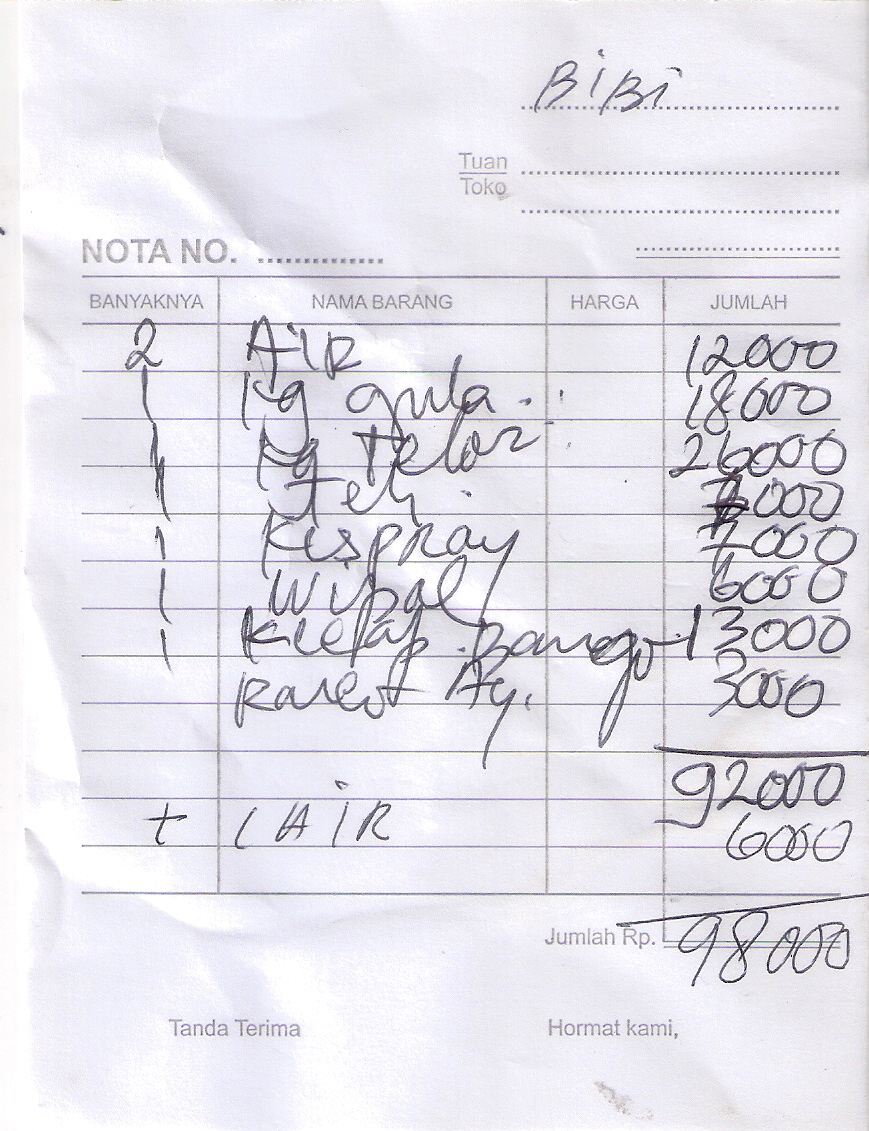 BiBi
Tuan
Toko
NOTA NO. ..............
BANYAKNYA NAMA BARANG HARGA JUMLAH
2 AiR 12000
1 kg gula 18000
1 kg Telor 26000
1 Teh 7000
1 Kispray 7000
1 Wipol 6000
1 Kecap Bango 13000
Karet Ay. 3000
92000
+ 1 AiR 6000
Jumlah Rp. 98000
Tanda Terima Hormat kami,